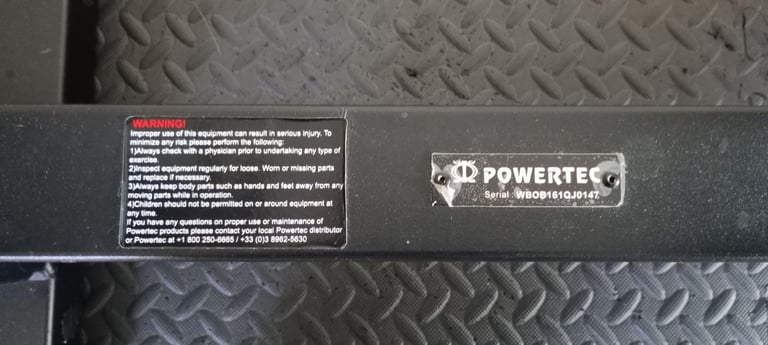 WARNING!
Improper use of this equipment can result in serious injury. To
minimize any risk please perform the following:
1)Always check with a physician prior to undertaking any type of
exercise.
2)Inspect equipment regularly for loose. Worn or missing parts
and replace if necessary.
3)Always keep body parts such as hands and feet away from any
moving parts while in operation.
4)Children should not be permitted on or around equipment at
any time.
If you have any questions on proper use or maintenance of
Powertec products please contact your local Powertec distributor
or Powertec at +1 800 250-6665 / +33 (0)3 8962-5630
POWERTEC
Serial WBOB161QJ0147